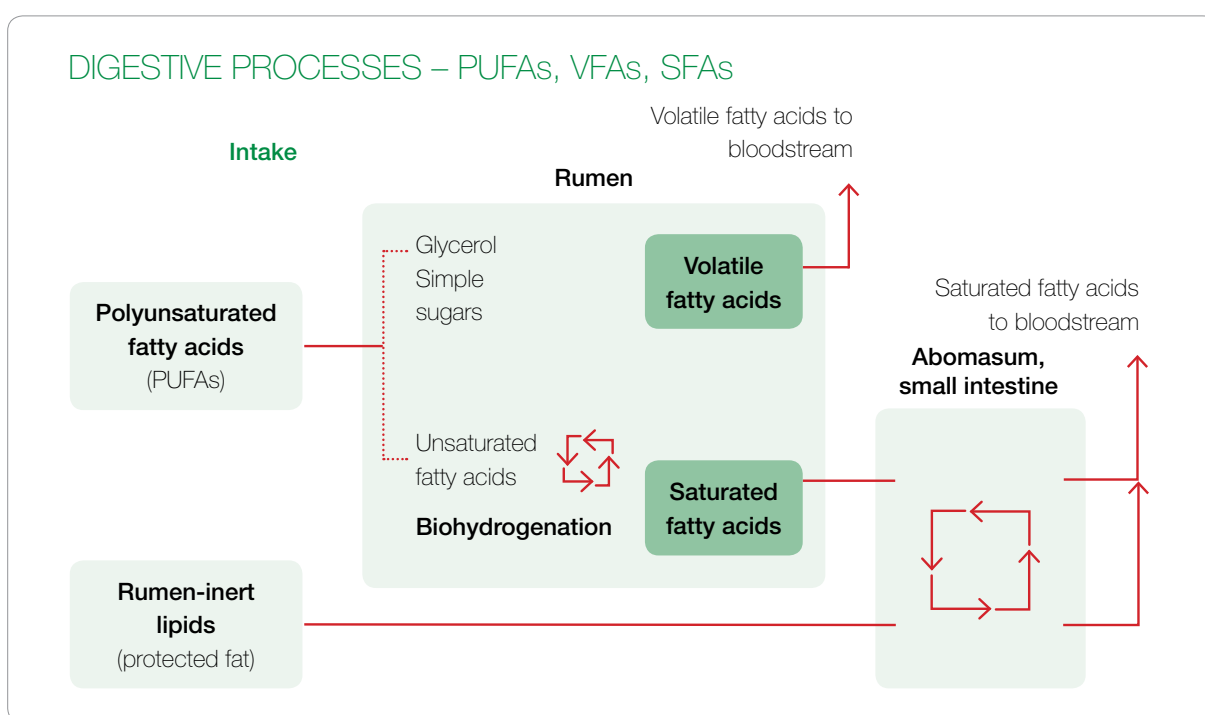 DIGESTIVE PROCESSES – PUFAs, VFAs, SFAs
Volatile fatty acids to
bloodstream
Intake
Rumen
Glycerol
Simple
sugars
Volatile
fatty acids
Polyunsaturated
fatty acids
(PUFAs)
Saturated fatty acids
to bloodstream
Abomasum,
small intestine
Unsaturated
fatty acids
Biohydrogenation
Saturated
fatty acids
Rumen-inert
lipids
(protected fat)